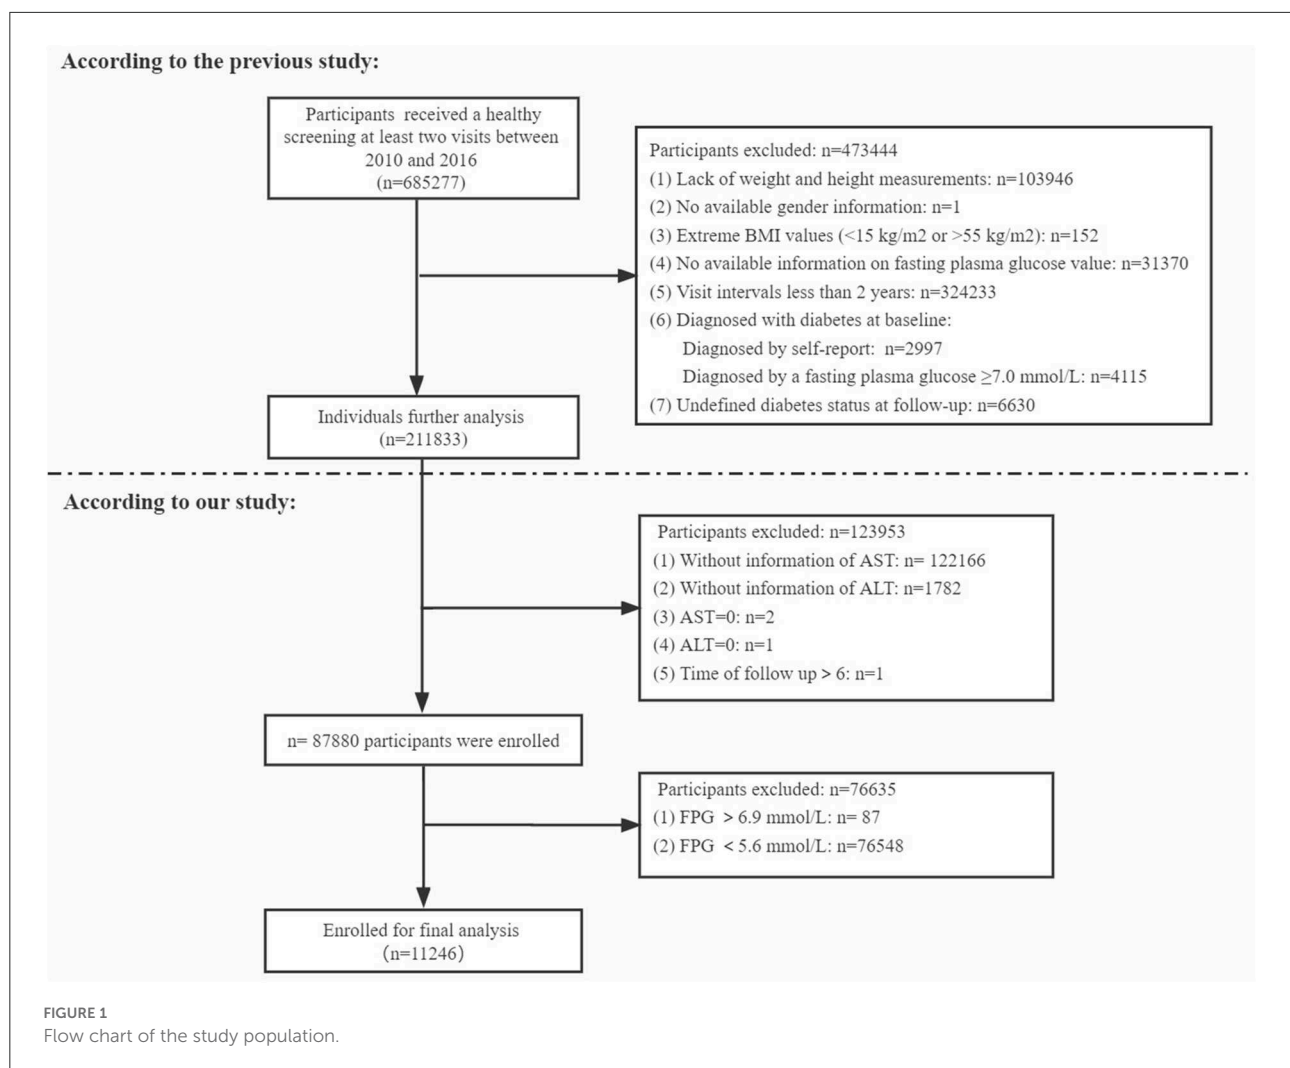 According to the previous study:
Participants received a healthy
screening at least two visits between
2010 and 2016
(n=685277)
Participants excluded: n=473444
(1) Lack of weight and height measurements: n=103946
(2) No available gender information: n=1
(3) Extreme BMI values (<15 kg/m2 or >55 kg/m2): n=152
(4) No available information on fasting plasma glucose value: n=31370
(5) Visit intervals less than 2 years: n=324233
(6) Diagnosed with diabetes at baseline:
Diagnosed by self-report: n=2997
Diagnosed by a fasting plasma glucose ≥7.0 mmol/L: n=4115
(7) Undefined diabetes status at follow-up: n=6630
Individuals further analysis
(n=211833)
According to our study:
Participants excluded: n=123953
(1) Without information of AST: n= 122166
(2) Without information of ALT: n=1782
(3) AST=0: n=2
(4) ALT=0: n=1
(5) Time of follow up > 6: n=1
n= 87880 participants were enrolled
Participants excluded: n=76635
(1) FPG > 6.9 mmol/L: n= 87
(2) FPG < 5.6 mmol/L: n=76548
Enrolled for final analysis
(n=11246)
FIGURE 1
Flow chart of the study population.